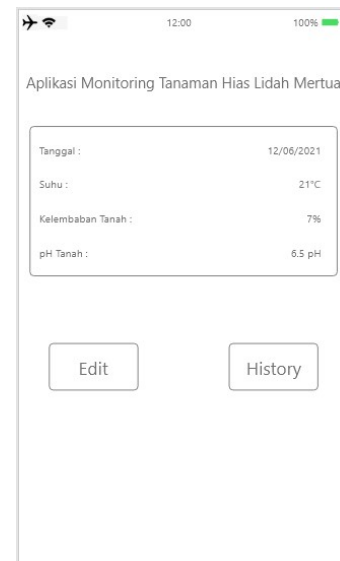 12:00 100%
Aplikasi Monitoring Tanaman Hias Lidah Mertua
Tanggal : 12/06/2021
Suhu : 21°C
Kelembaban Tanah : 7%
pH Tanah : 6.5 pH
Edit History